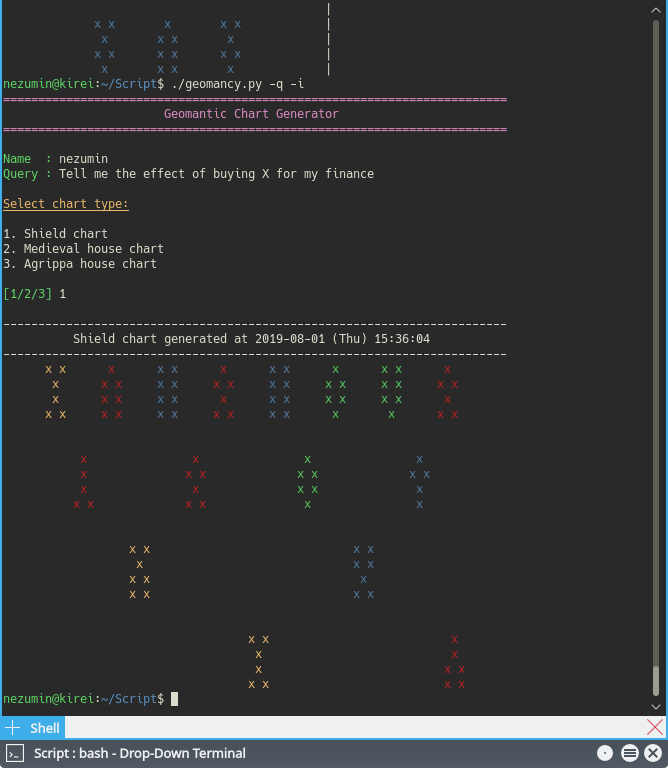 |
x x       x       x x            |
 x       x x       x             |
x x      x x      x x            |
 x       x x       x             |
nezumin@kirei:~/Script$ ./geomancy.py -q -i
========================================================================
Geomantic Chart Generator
========================================================================
Name  : nezumin
Query : Tell me the effect of buying X for my finance
Select chart type:
1. Shield chart
2. Medieval house chart
3. Agrippa house chart
[1/2/3] 1
------------------------------------------------------------------------
Shield chart generated at 2019-08-01 (Thu) 15:36:04
------------------------------------------------------------------------
x x      x      x x      x      x x      x      x x      x
 x      x x     x x     x x     x x     x x     x x     x x
 x      x x     x x      x      x x     x x     x x      x
x x     x x     x x     x x     x x      x       x      x x
 x               x               x               x
 x              x x             x x             x x
 x               x              x x              x
x x             x x              x               x
x x                             x x
 x                              x x
x x                              x
x x                             x x
x x                          x
 x                           x
 x                          x x
x x                         x x
nezumin@kirei:~/Script$
Shell
Script : bash - Drop-Down Terminal